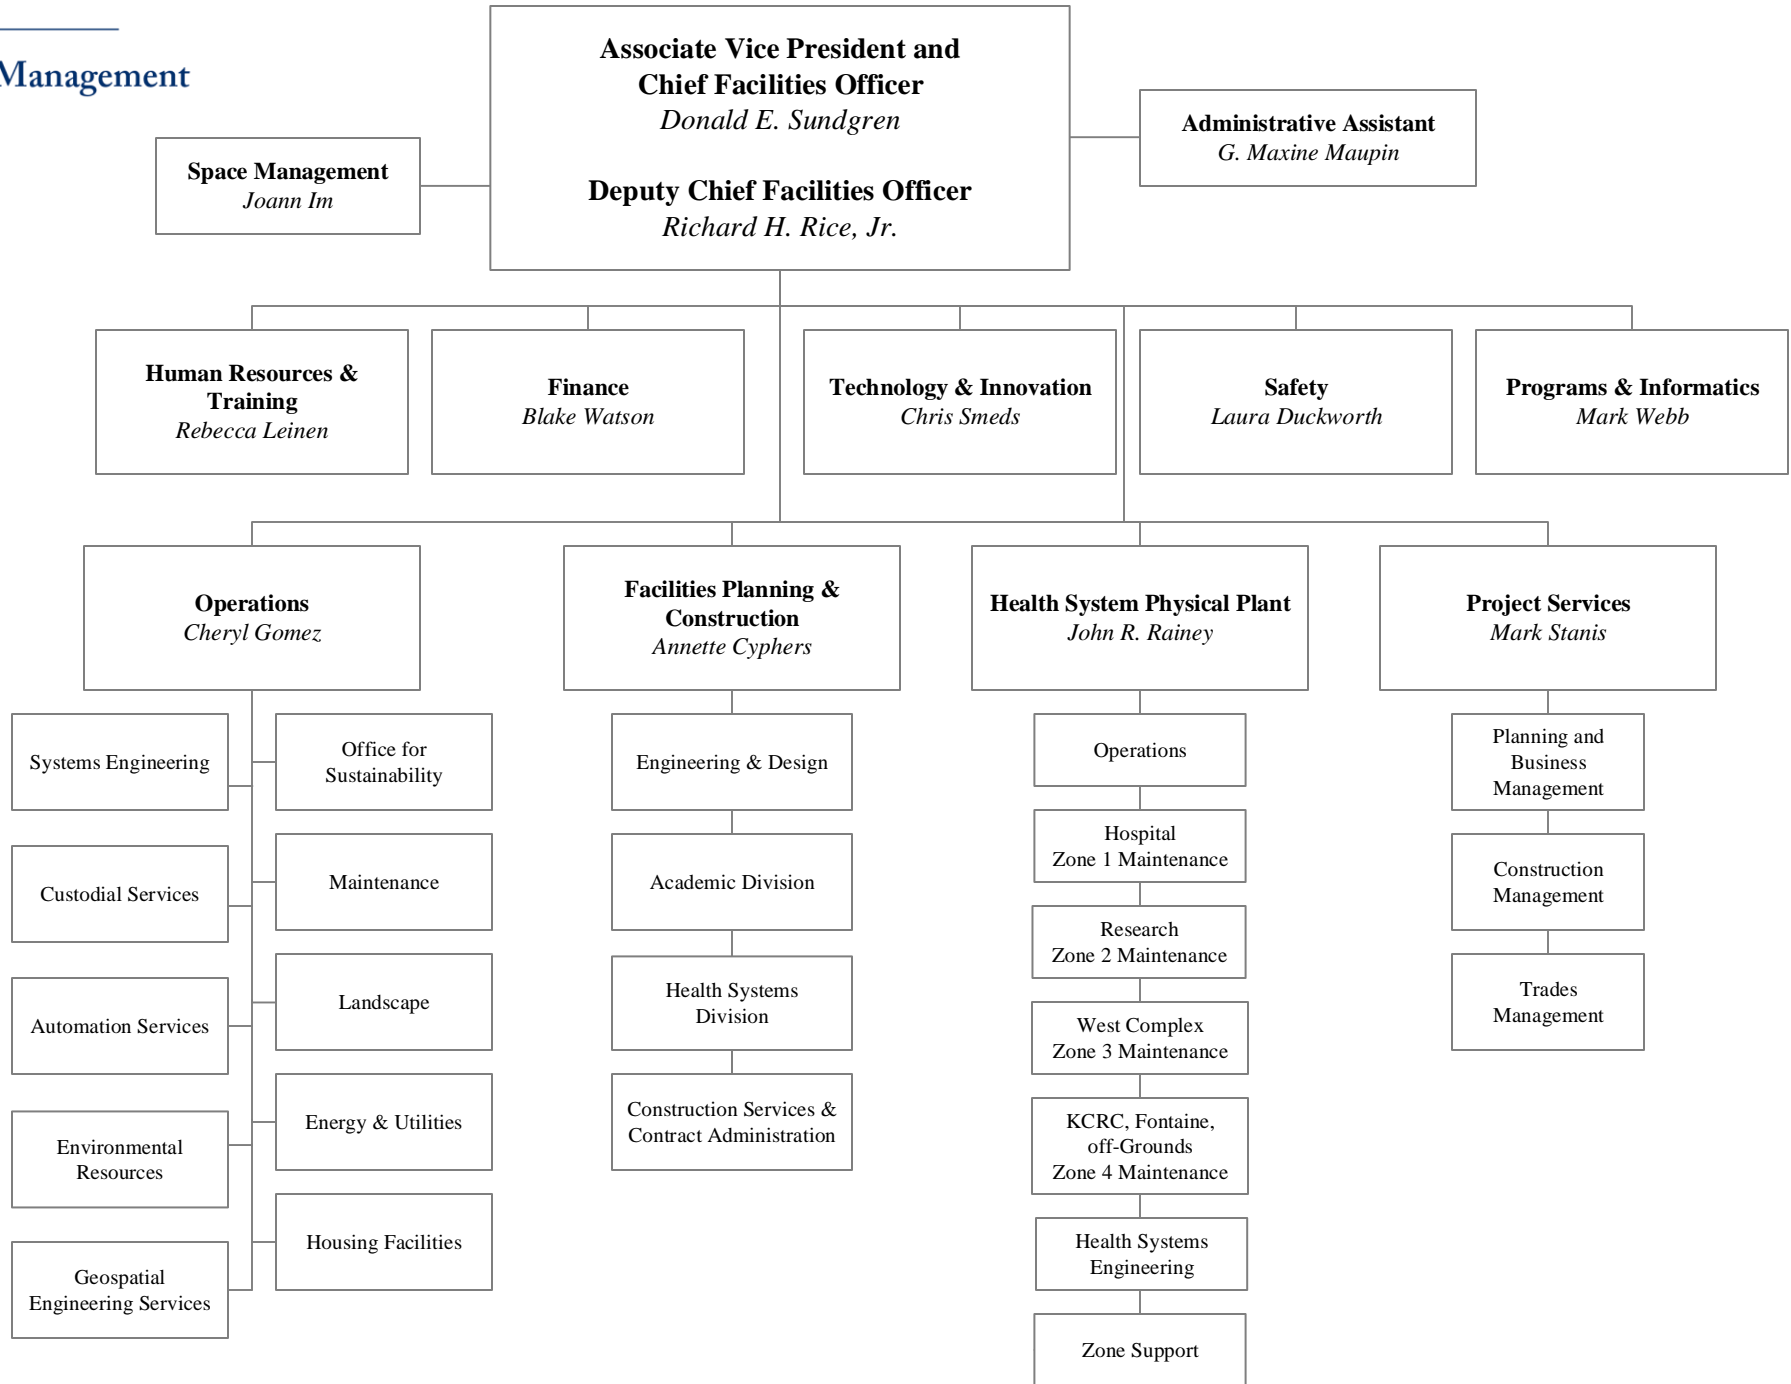 Management
Associate Vice President and
Chief Facilities Officer
Donald E. Sundgren
Deputy Chief Facilities Officer
Richard H. Rice, Jr.
Administrative Assistant
G. Maxine Maupin
Space Management
Joann Im
Human Resources &
Training
Rebecca Leinen
Finance
Blake Watson
Technology & Innovation
Chris Smeds
Safety
Laura Duckworth
Programs & Informatics
Mark Webb
Operations
Cheryl Gomez
Facilities Planning &
Construction
Annette Cyphers
Health System Physical Plant
John R. Rainey
Project Services
Mark Stanis
Systems Engineering
Custodial Services
Automation Services
Environmental
Resources
Geospatial
Engineering Services
Office for
Sustainability
Maintenance
Landscape
Energy & Utilities
Housing Facilities
Engineering & Design
Academic Division
Health Systems
Division
Construction Services &
Contract Administration
Operations
Hospital
Zone 1 Maintenance
Research
Zone 2 Maintenance
West Complex
Zone 3 Maintenance
KCRC, Fontaine,
off-Grounds
Zone 4 Maintenance
Health Systems
Engineering
Zone Support
Planning and
Business
Management
Construction
Management
Trades
Management